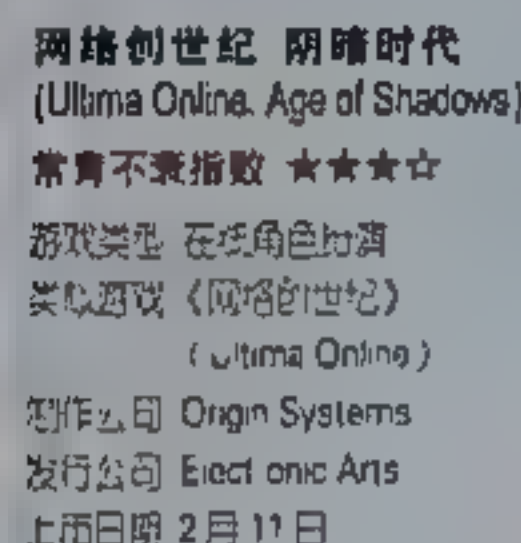 网络创世纪 阴暗时代
(Ultima Online. Age of Shadows)
常青不衰指数 ★★★☆
游戏类型 在线角色扮演
类似游戏 《网络创世纪》
(Ultima Online)
制作公司 Origin Systems
发行公司 Electronic Arts
上市日期 2月11日